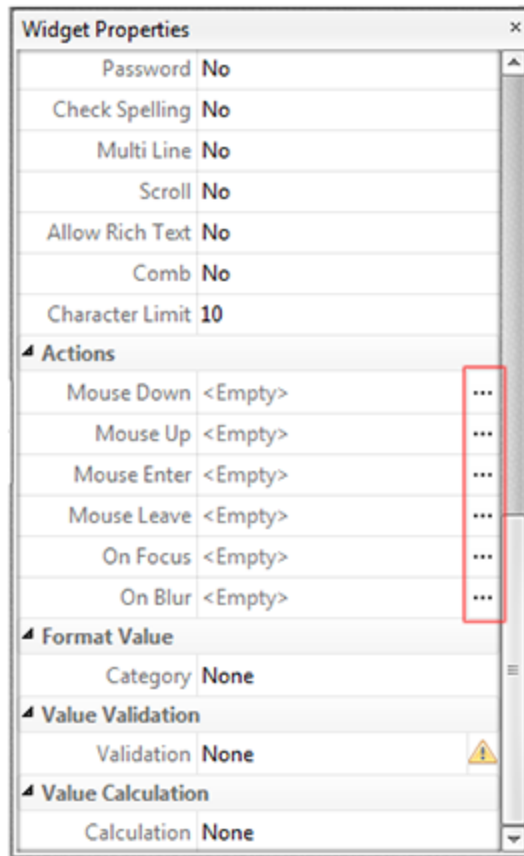 Widget Properties
Password No
Check Spelling No
Multi Line No
Scroll No
Allow Rich Text No
Comb No
Character Limit 10
Actions
Mouse Down <Empty> ...
Mouse Up <Empty> ...
Mouse Enter <Empty> ...
Mouse Leave <Empty> ...
On Focus <Empty> ...
On Blur <Empty> ...
Format Value
Category None
Value Validation
Validation None
Value Calculation
Calculation None